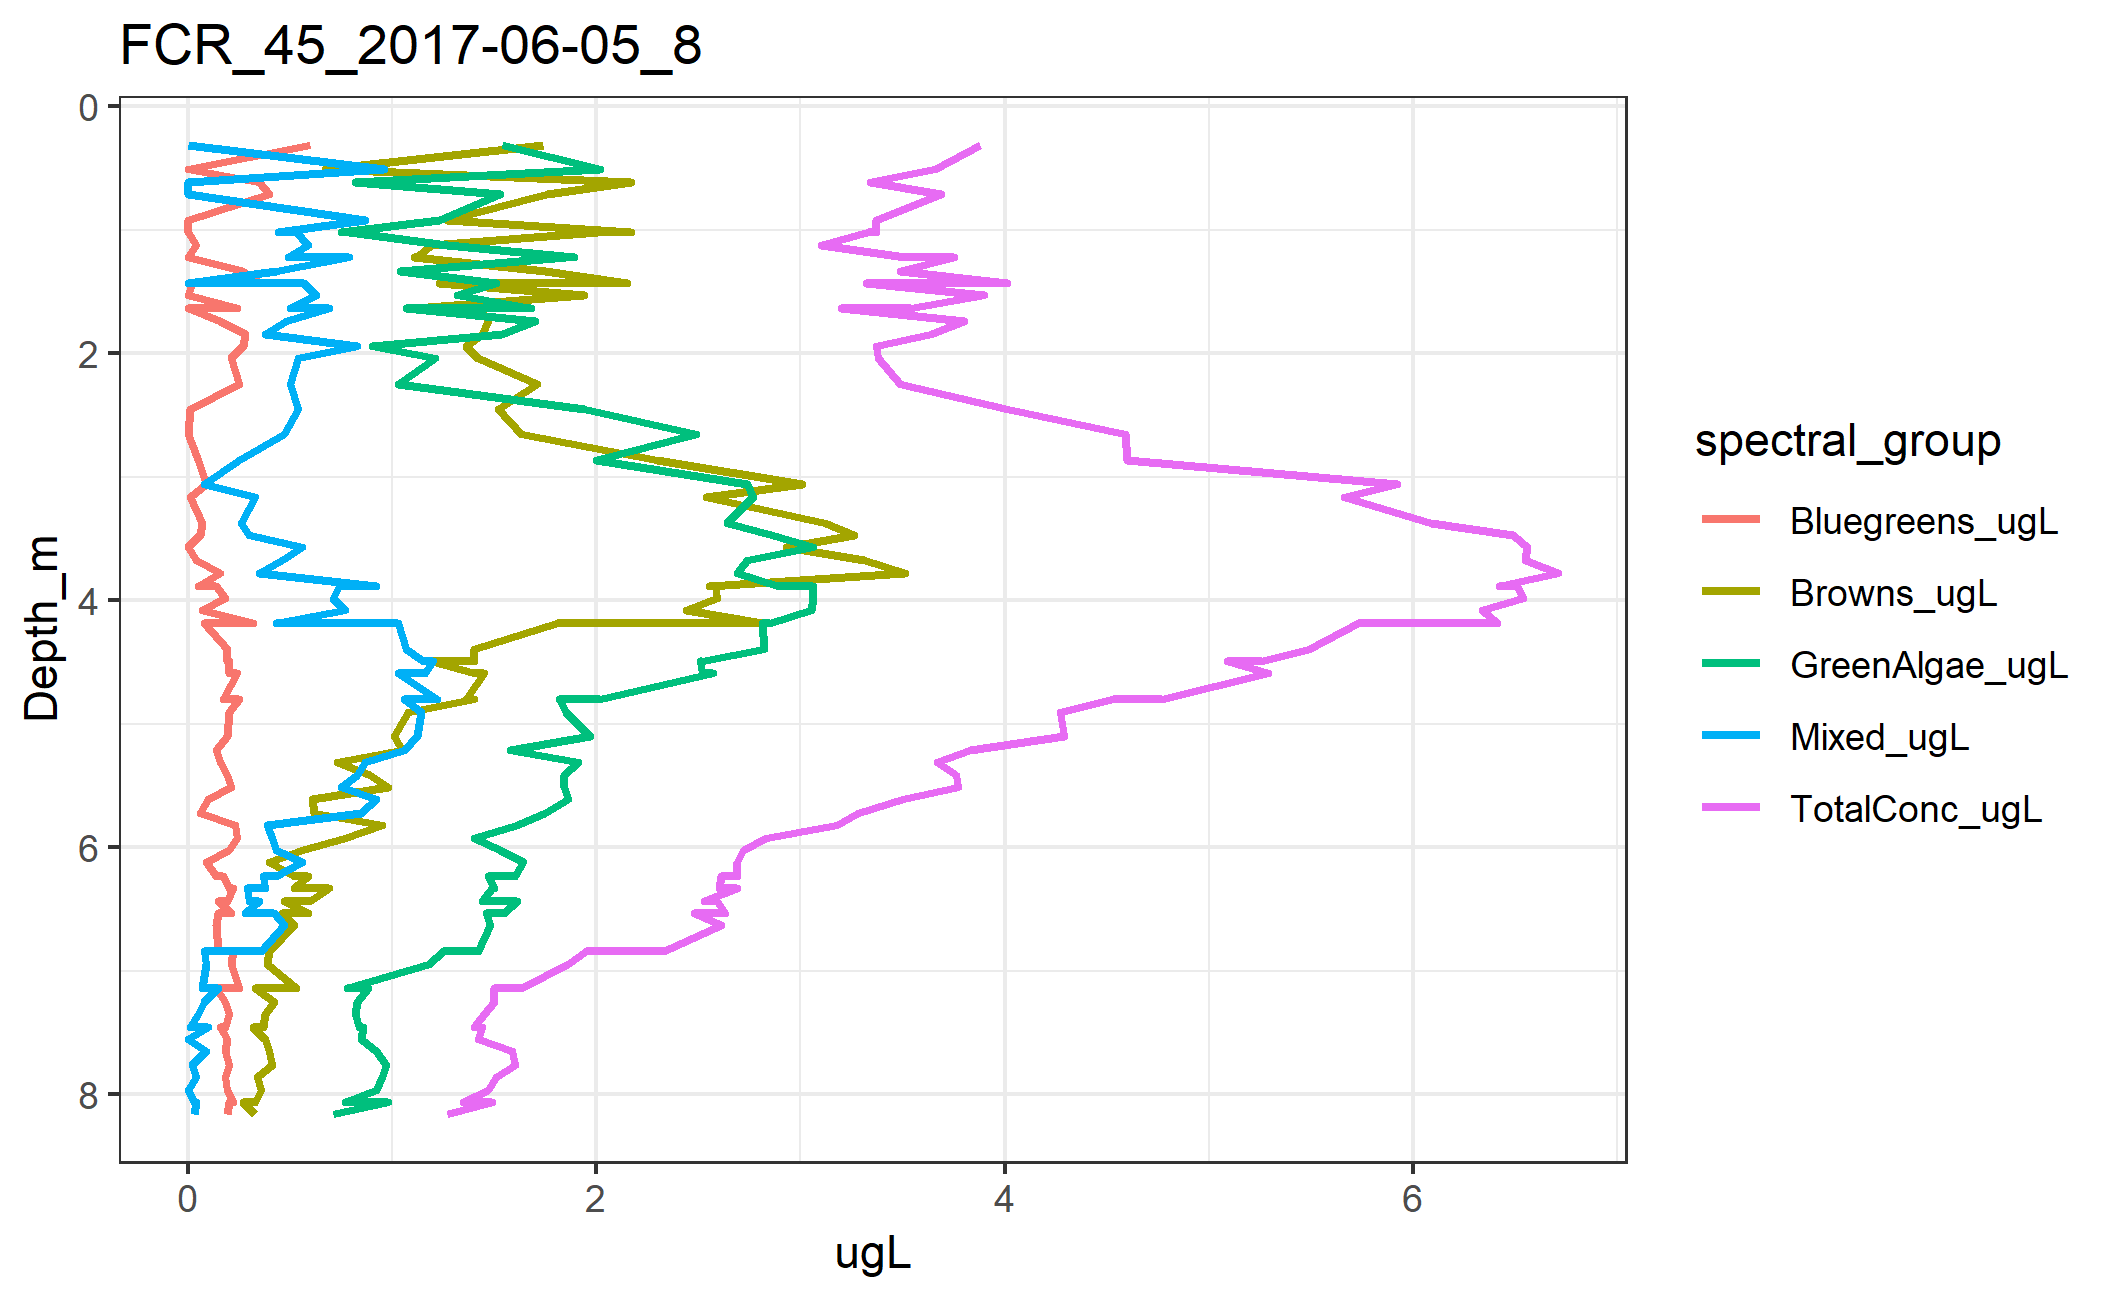 FCR_45_2017-06-05_8
0
2
4
6
8
Depth_m
0 2 4 6
ugL
spectral_group
Bluegreens_ugL
Browns_ugL
GreenAlgae_ugL
Mixed_ugL
TotalConc_ugL